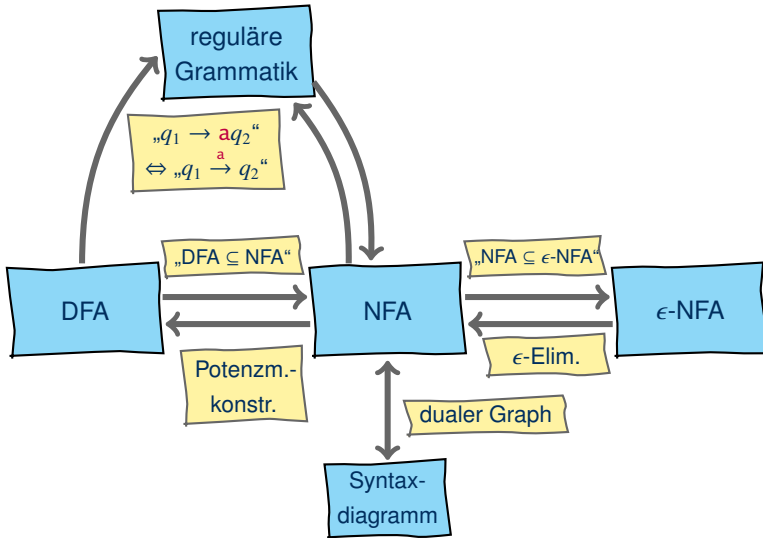 reguläre
Grammatik
„q₁ → aq₂“
⇔ „q₁ →ᵃ q₂“
„DFA ⊆ NFA“
„NFA ⊆ ϵ-NFA“
DFA
NFA
ϵ-NFA
Potenzm.-
konstr.
ϵ-Elim.
dualer Graph
Syntax-
diagramm